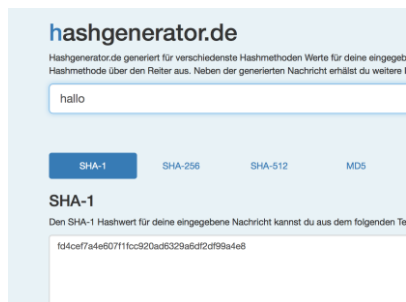 hashgenerator.de
Hashgenerator.de generiert für verschiedenste Hashmethoden Werte für deine eingegeb
Hashmethode über den Reiter aus. Neben der generierten Nachricht erhälst du weitere
hallo
SHA-1 SHA-256 SHA-512 MD5
SHA-1
Den SHA-1 Hashwert für deine eingegebene Nachricht kannst du aus dem folgenden Te
fd4cef7a4e607f1fcc920ad6329a6df2df99a4e8